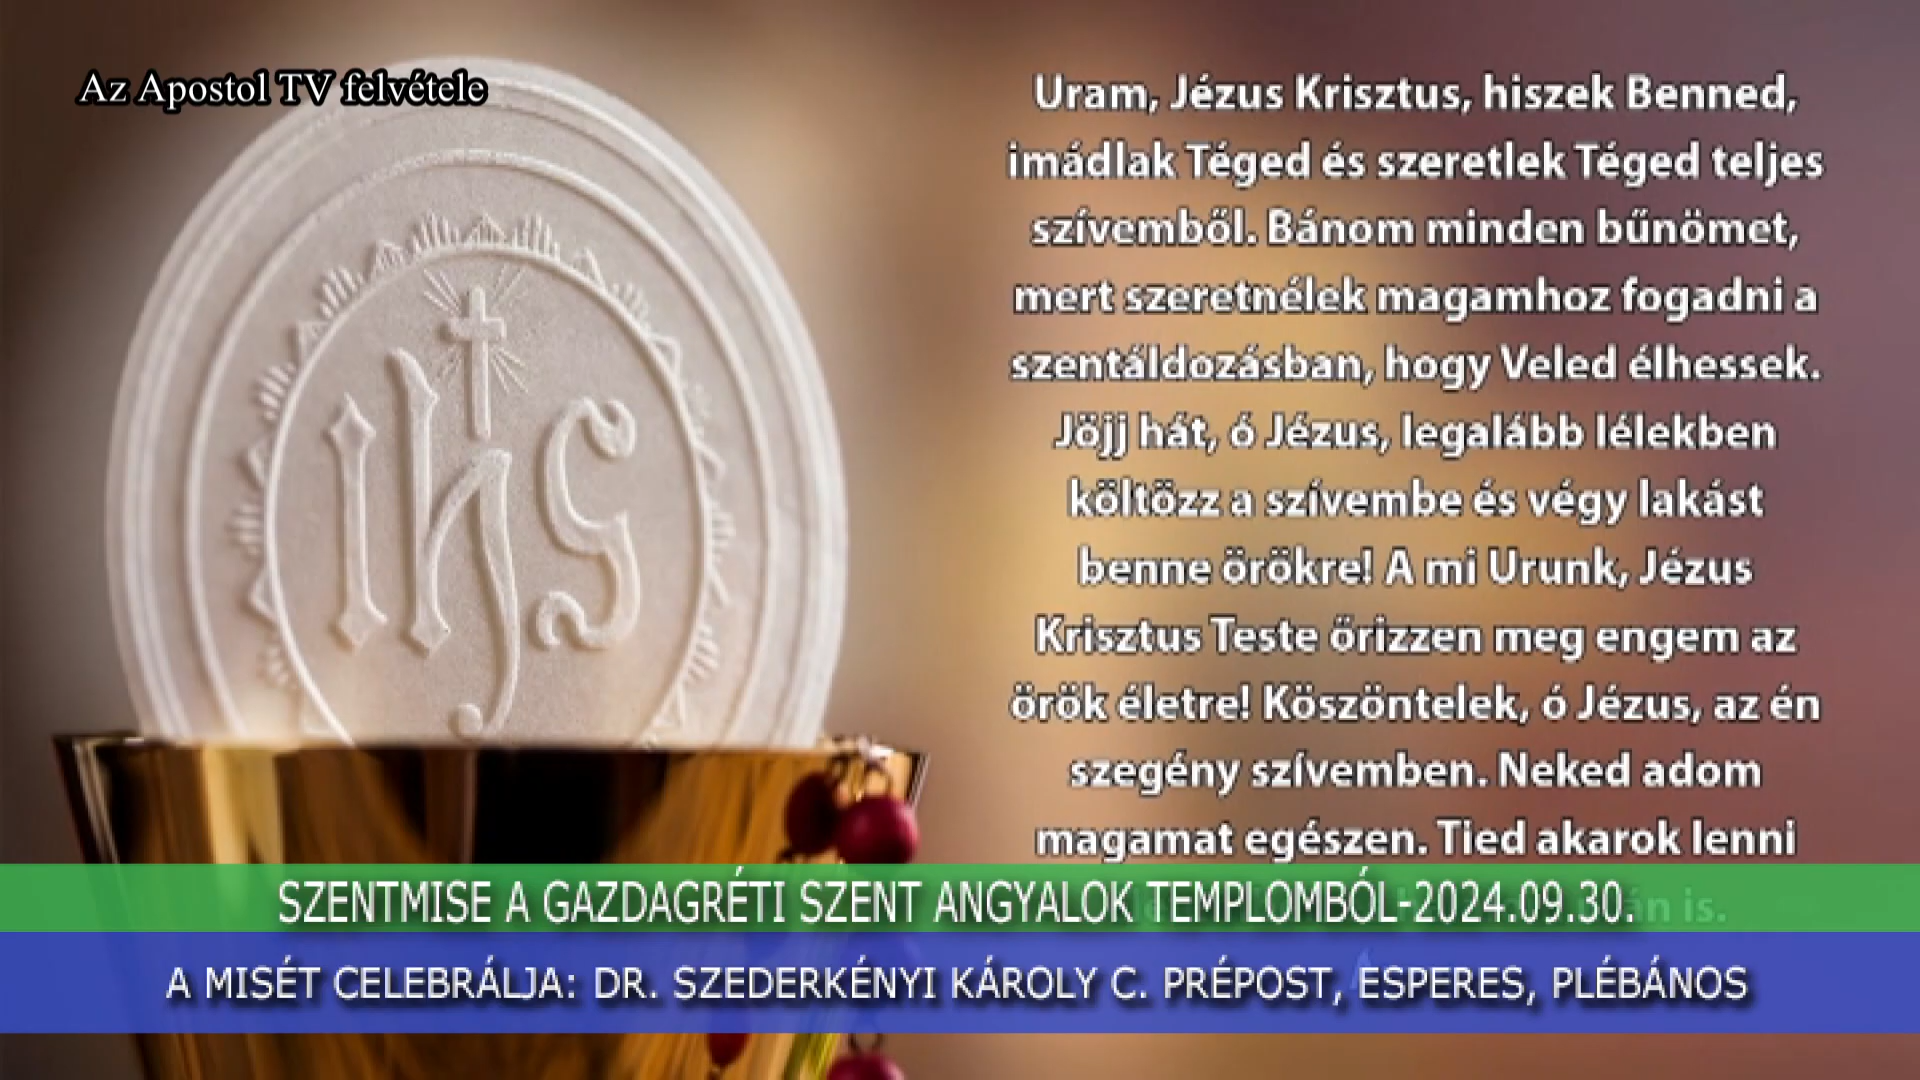 Az Apostol TV felvétele
Uram, Jézus Krisztus, hiszek Benned,
imádlak Téged és szeretlek Téged teljes
szívemből. Bánom minden bűnömet,
mert szeretnélek magamhoz fogadni a
szentáldozásban, hogy Veled élhessek.
Jöjj hát, ó Jézus, legalább lélekben
költözz a szívembe és végy lakást
benne örökre! A mi Urunk, Jézus
Krisztus Teste őrizzen meg engem az
örök életre! Köszöntelek, ó Jézus, az én
szegény szívemben. Neked adom
magamat egészen. Tied akarok lenni
is.
ihs
SZENTMISE A GAZDAGRÉTI SZENT ANGYALOK TEMPLOMBÓL-2024.09.30.
A MISÉT CELEBRÁLJA: DR. SZEDERKÉNYI KÁROLY C. PRÉPOST, ESPERES, PLÉBÁNOS